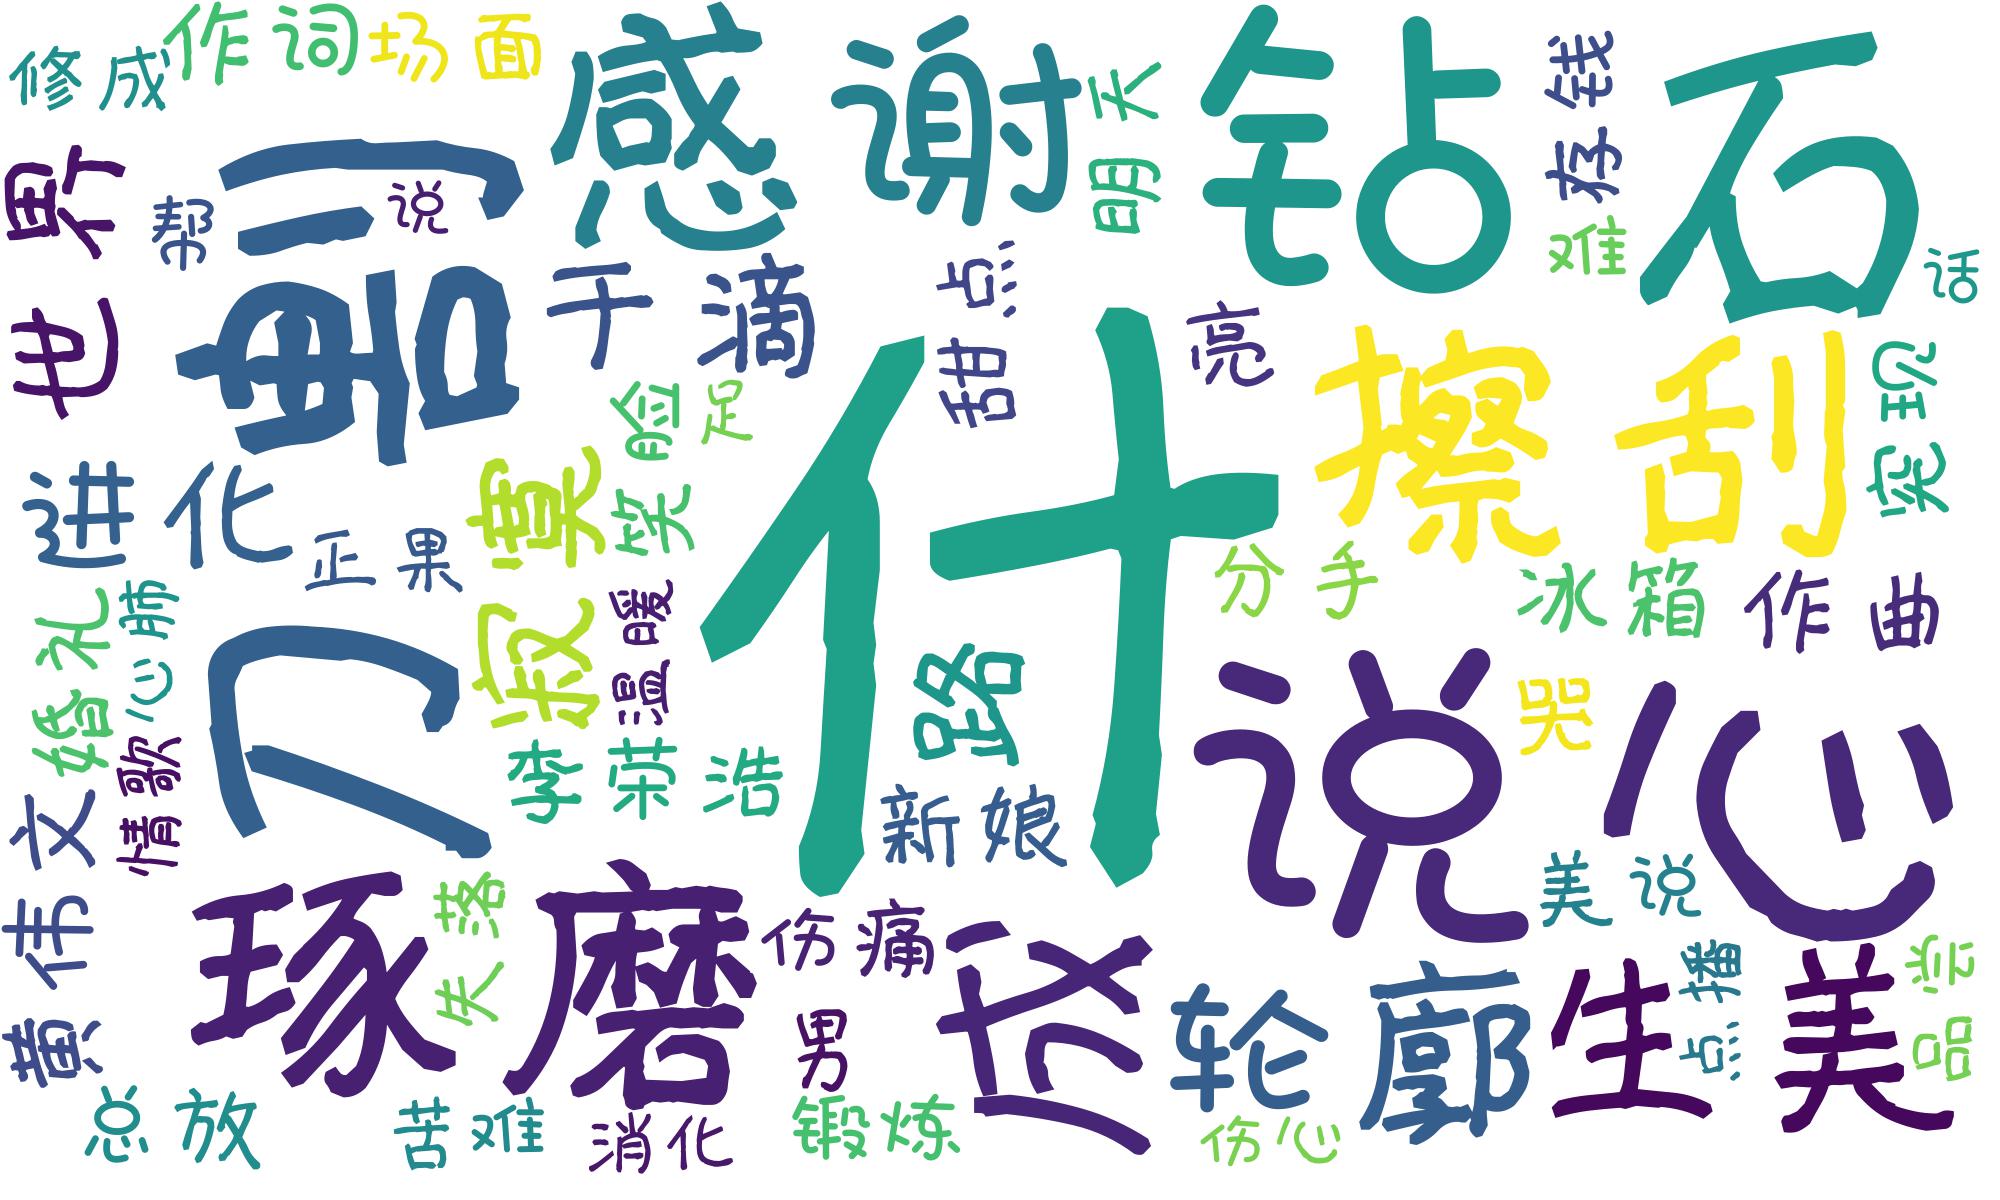 修成
作词
场面
感谢
明天
钻石
存钱
世界
帮
说
刀割
难
话
干滴
甜点
亮
擦刮
实现
进化
正果
寂寞
笑脸
足
什
路
分手
冰箱
作曲
婚礼
心肺
温暖
情歌
李荣浩
新娘
说
哭
心
黄伟文
琢磨
失落
伤痛
美
说
男
轮廓
生
点播
美
品尝
总
放
苦难
消化
锻炼
伤心